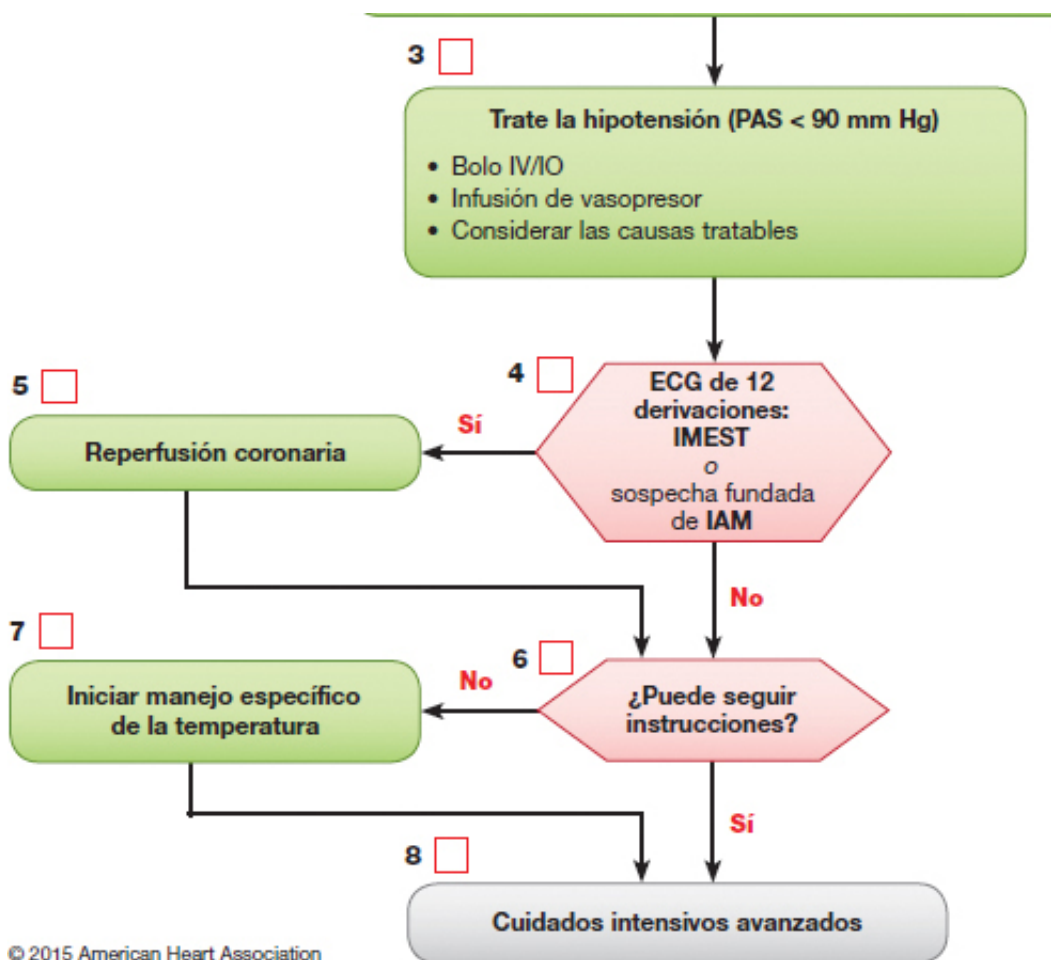 3
Trate la hipotensión (PAS < 90 mm Hg)
• Bolo IV/IO
• Infusión de vasopresor
• Considerar las causas tratables
4
ECG de 12
derivaciones:
IMEST
o
sospecha fundada
de IAM
Sí
5
Reperfusión coronaria
No
6
¿Puede seguir
instrucciones?
No
7
Iniciar manejo específico
de la temperatura
Sí
8
Cuidados intensivos avanzados
© 2015 American Heart Association